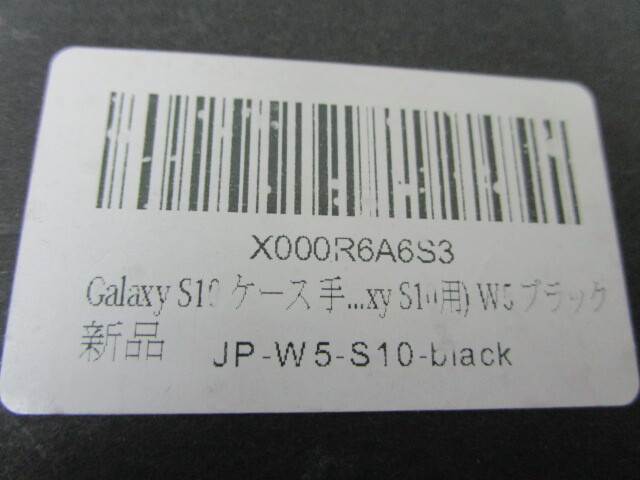 X000R6A6S3
Galaxy S10 ケース 手...xy S10用) W5 ブラック
新品 JP-W5-S10-black